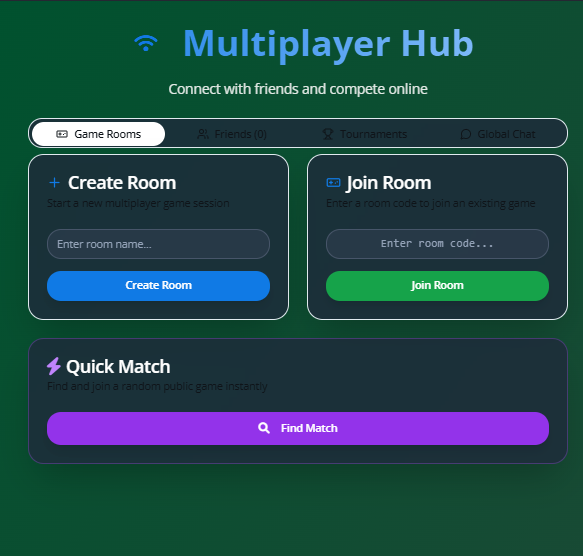 Multiplayer Hub
Connect with friends and compete online
Game Rooms Friends (0) Tournaments Global Chat
Create Room
Start a new multiplayer game session
Enter room name...
Create Room
Join Room
Enter a room code to join an existing game
Enter room code...
Join Room
Quick Match
Find and join a random public game instantly
Find Match